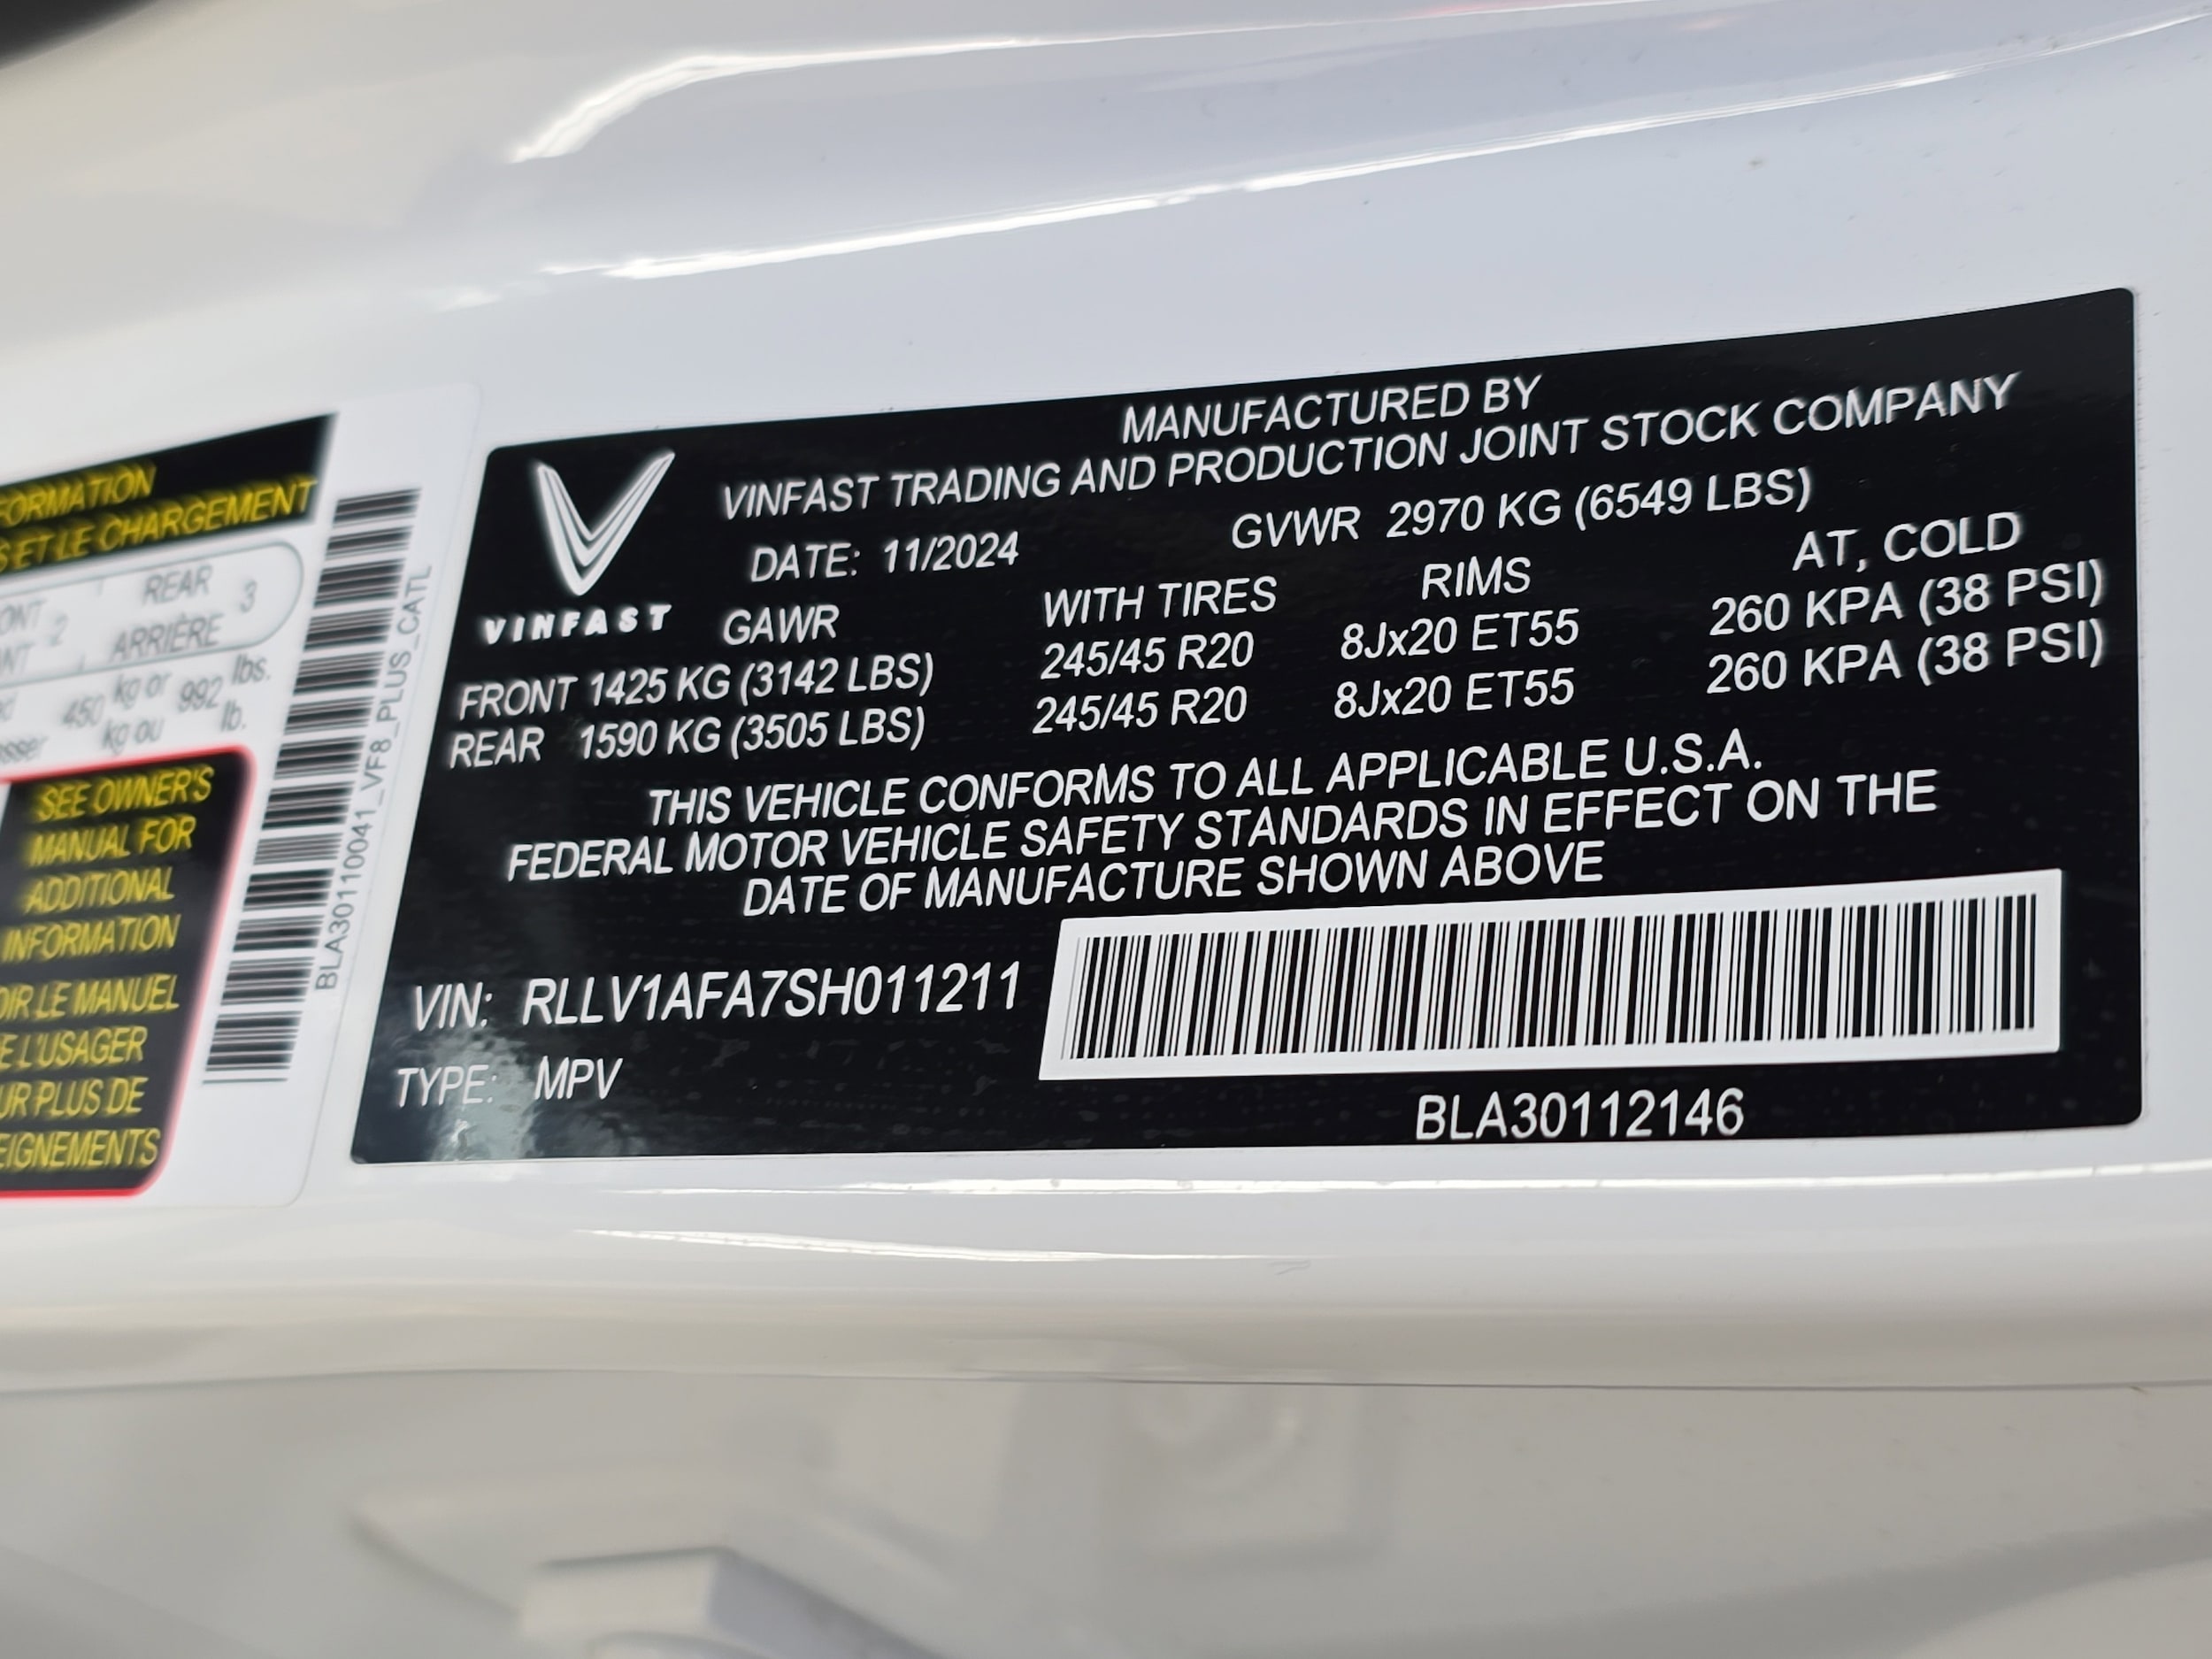 FORMATION
S ET LE CHARGEMENT
REAR
ARRIÈRE
3
2
450 kg or 992 lbs.
kg ou lb.
SEE OWNER'S
MANUAL FOR
ADDITIONAL
INFORMATION
OIR LE MANUEL
E L'USAGER
UR PLUS DE
EIGNEMENTS
BLA30110041_VF8_PLUS_CATL
VINFAST
MANUFACTURED BY
VINFAST TRADING AND PRODUCTION JOINT STOCK COMPANY
DATE: 11/2024 GVWR 2970 KG (6549 LBS)
GAWR WITH TIRES RIMS AT, COLD
FRONT 1425 KG (3142 LBS) 245/45 R20 8Jx20 ET55 260 KPA (38 PSI)
REAR 1590 KG (3505 LBS) 245/45 R20 8Jx20 ET55 260 KPA (38 PSI)
THIS VEHICLE CONFORMS TO ALL APPLICABLE U.S.A.
FEDERAL MOTOR VEHICLE SAFETY STANDARDS IN EFFECT ON THE
DATE OF MANUFACTURE SHOWN ABOVE
VIN: RLLV1AFA7SH011211
TYPE: MPV
BLA30112146